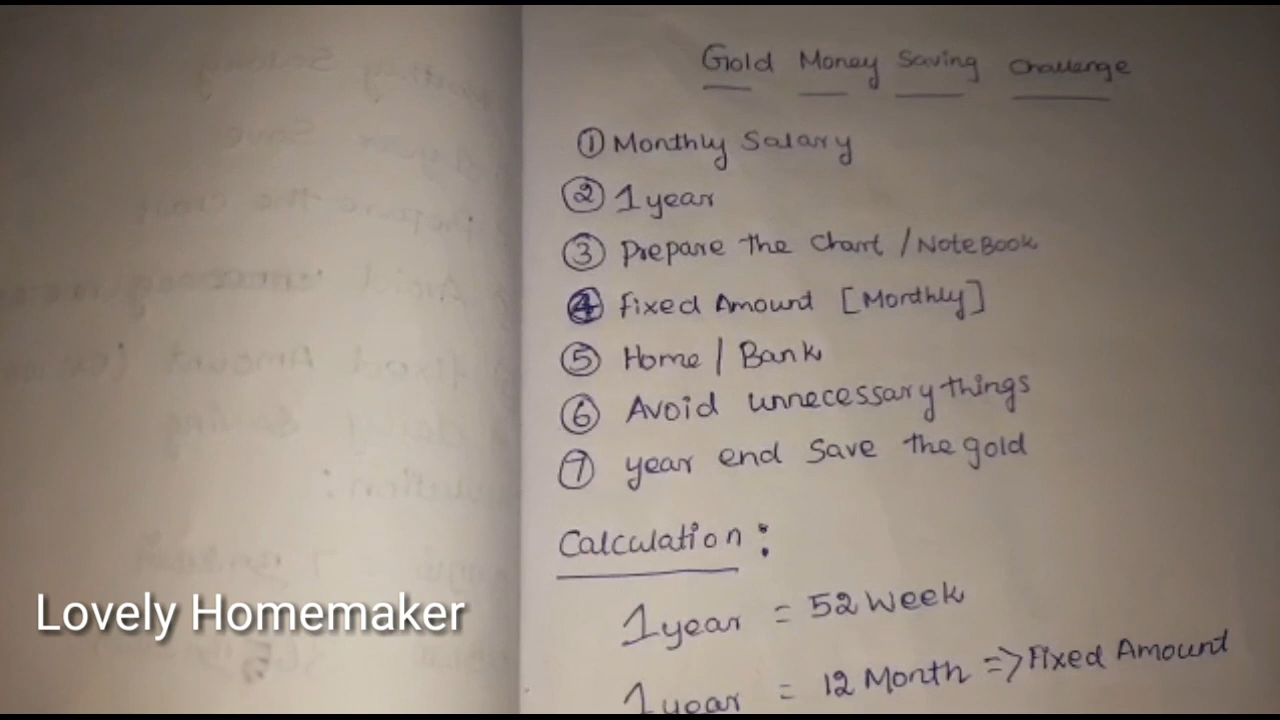 Gold Money Saving Challenge
① Monthly Salary
② 1 year
③ Prepare the Chart / NoteBook
④ Fixed Amount [Monthly]
⑤ Home / Bank
⑥ Avoid unnecessary things
⑦ year end save the gold
Calculation :
1 year = 52 Week
1 year = 12 Month => Fixed Amount
Lovely Homemaker